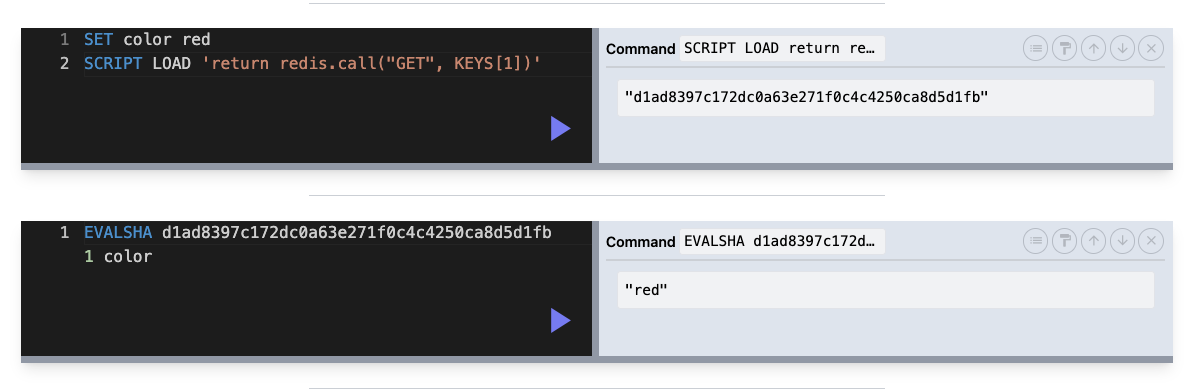 1 SET color red
2 SCRIPT LOAD 'return redis.call("GET", KEYS[1])'
Command SCRIPT LOAD return re…
"d1ad8397c172dc0a63e271f0c4c4250ca8d5d1fb"
1 EVALSHA d1ad8397c172dc0a63e271f0c4c4250ca8d5d1fb
1 color
Command EVALSHA d1ad8397c172d…
"red"